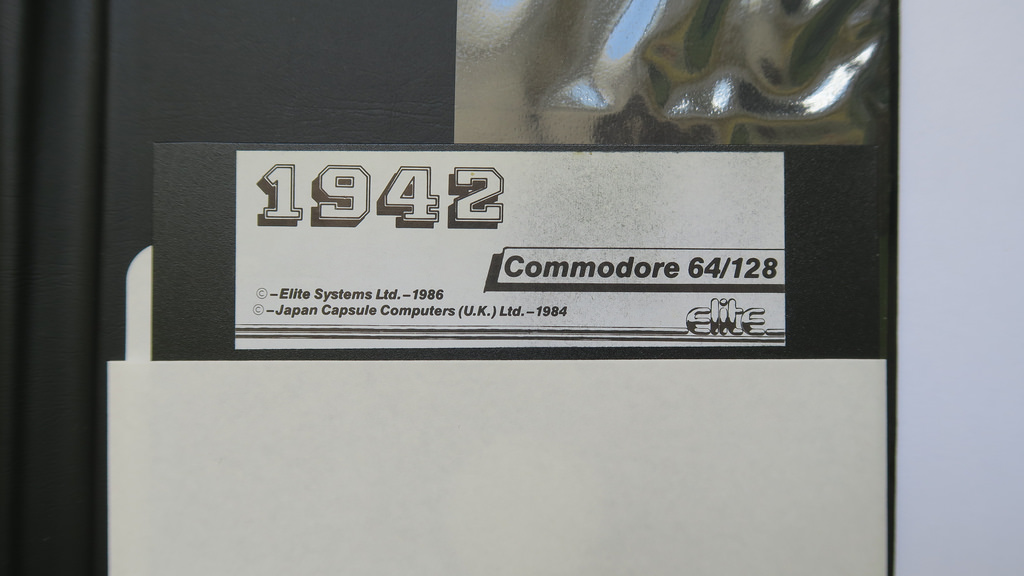 1942
Commodore 64/128
©–Elite Systems Ltd.–1986
©–Japan Capsule Computers (U.K.) Ltd.–1984
elite